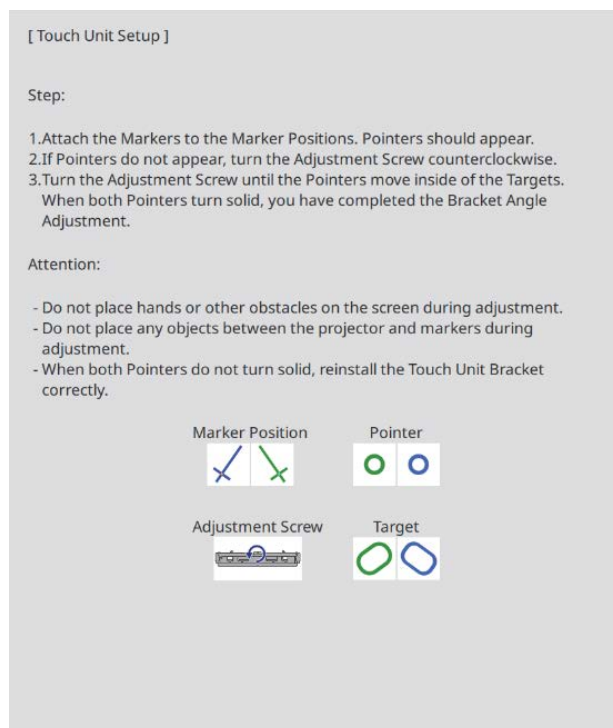 [ Touch Unit Setup ]
Step:
1.Attach the Markers to the Marker Positions. Pointers should appear.
2.If Pointers do not appear, turn the Adjustment Screw counterclockwise.
3.Turn the Adjustment Screw until the Pointers move inside of the Targets.
When both Pointers turn solid, you have completed the Bracket Angle
Adjustment.
Attention:
- Do not place hands or other obstacles on the screen during adjustment.
- Do not place any objects between the projector and markers during
adjustment.
- When both Pointers do not turn solid, reinstall the Touch Unit Bracket
correctly.
Marker Position Pointer
Adjustment Screw Target